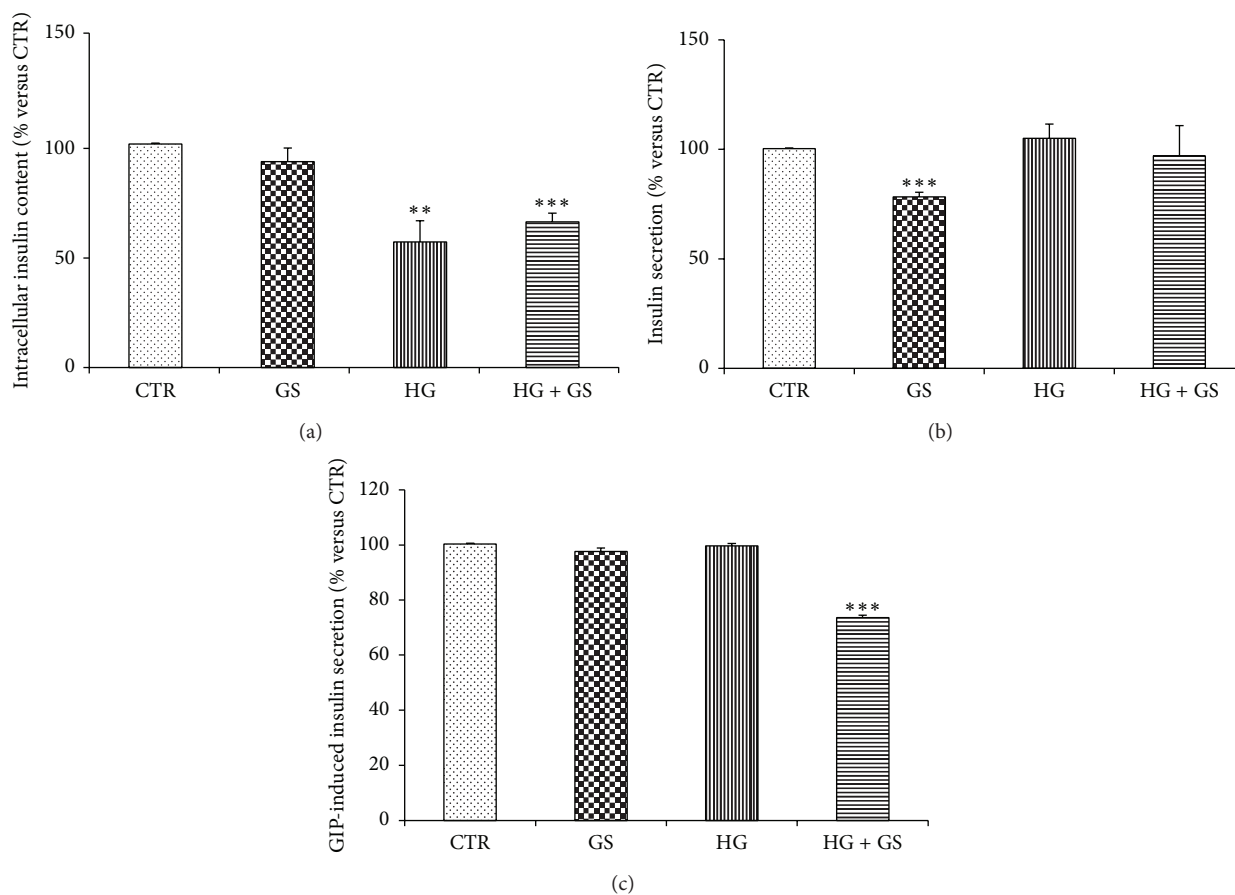 Intracellular insulin content (% versus CTR)
150
100
50
0
**
***
CTR GS HG HG + GS
(a)
Insulin secretion (% versus CTR)
150
100
50
0
***
CTR GS HG HG + GS
(b)
GIP-induced insulin secretion (% versus CTR)
120
100
80
60
40
20
0
***
CTR GS HG HG + GS
(c)